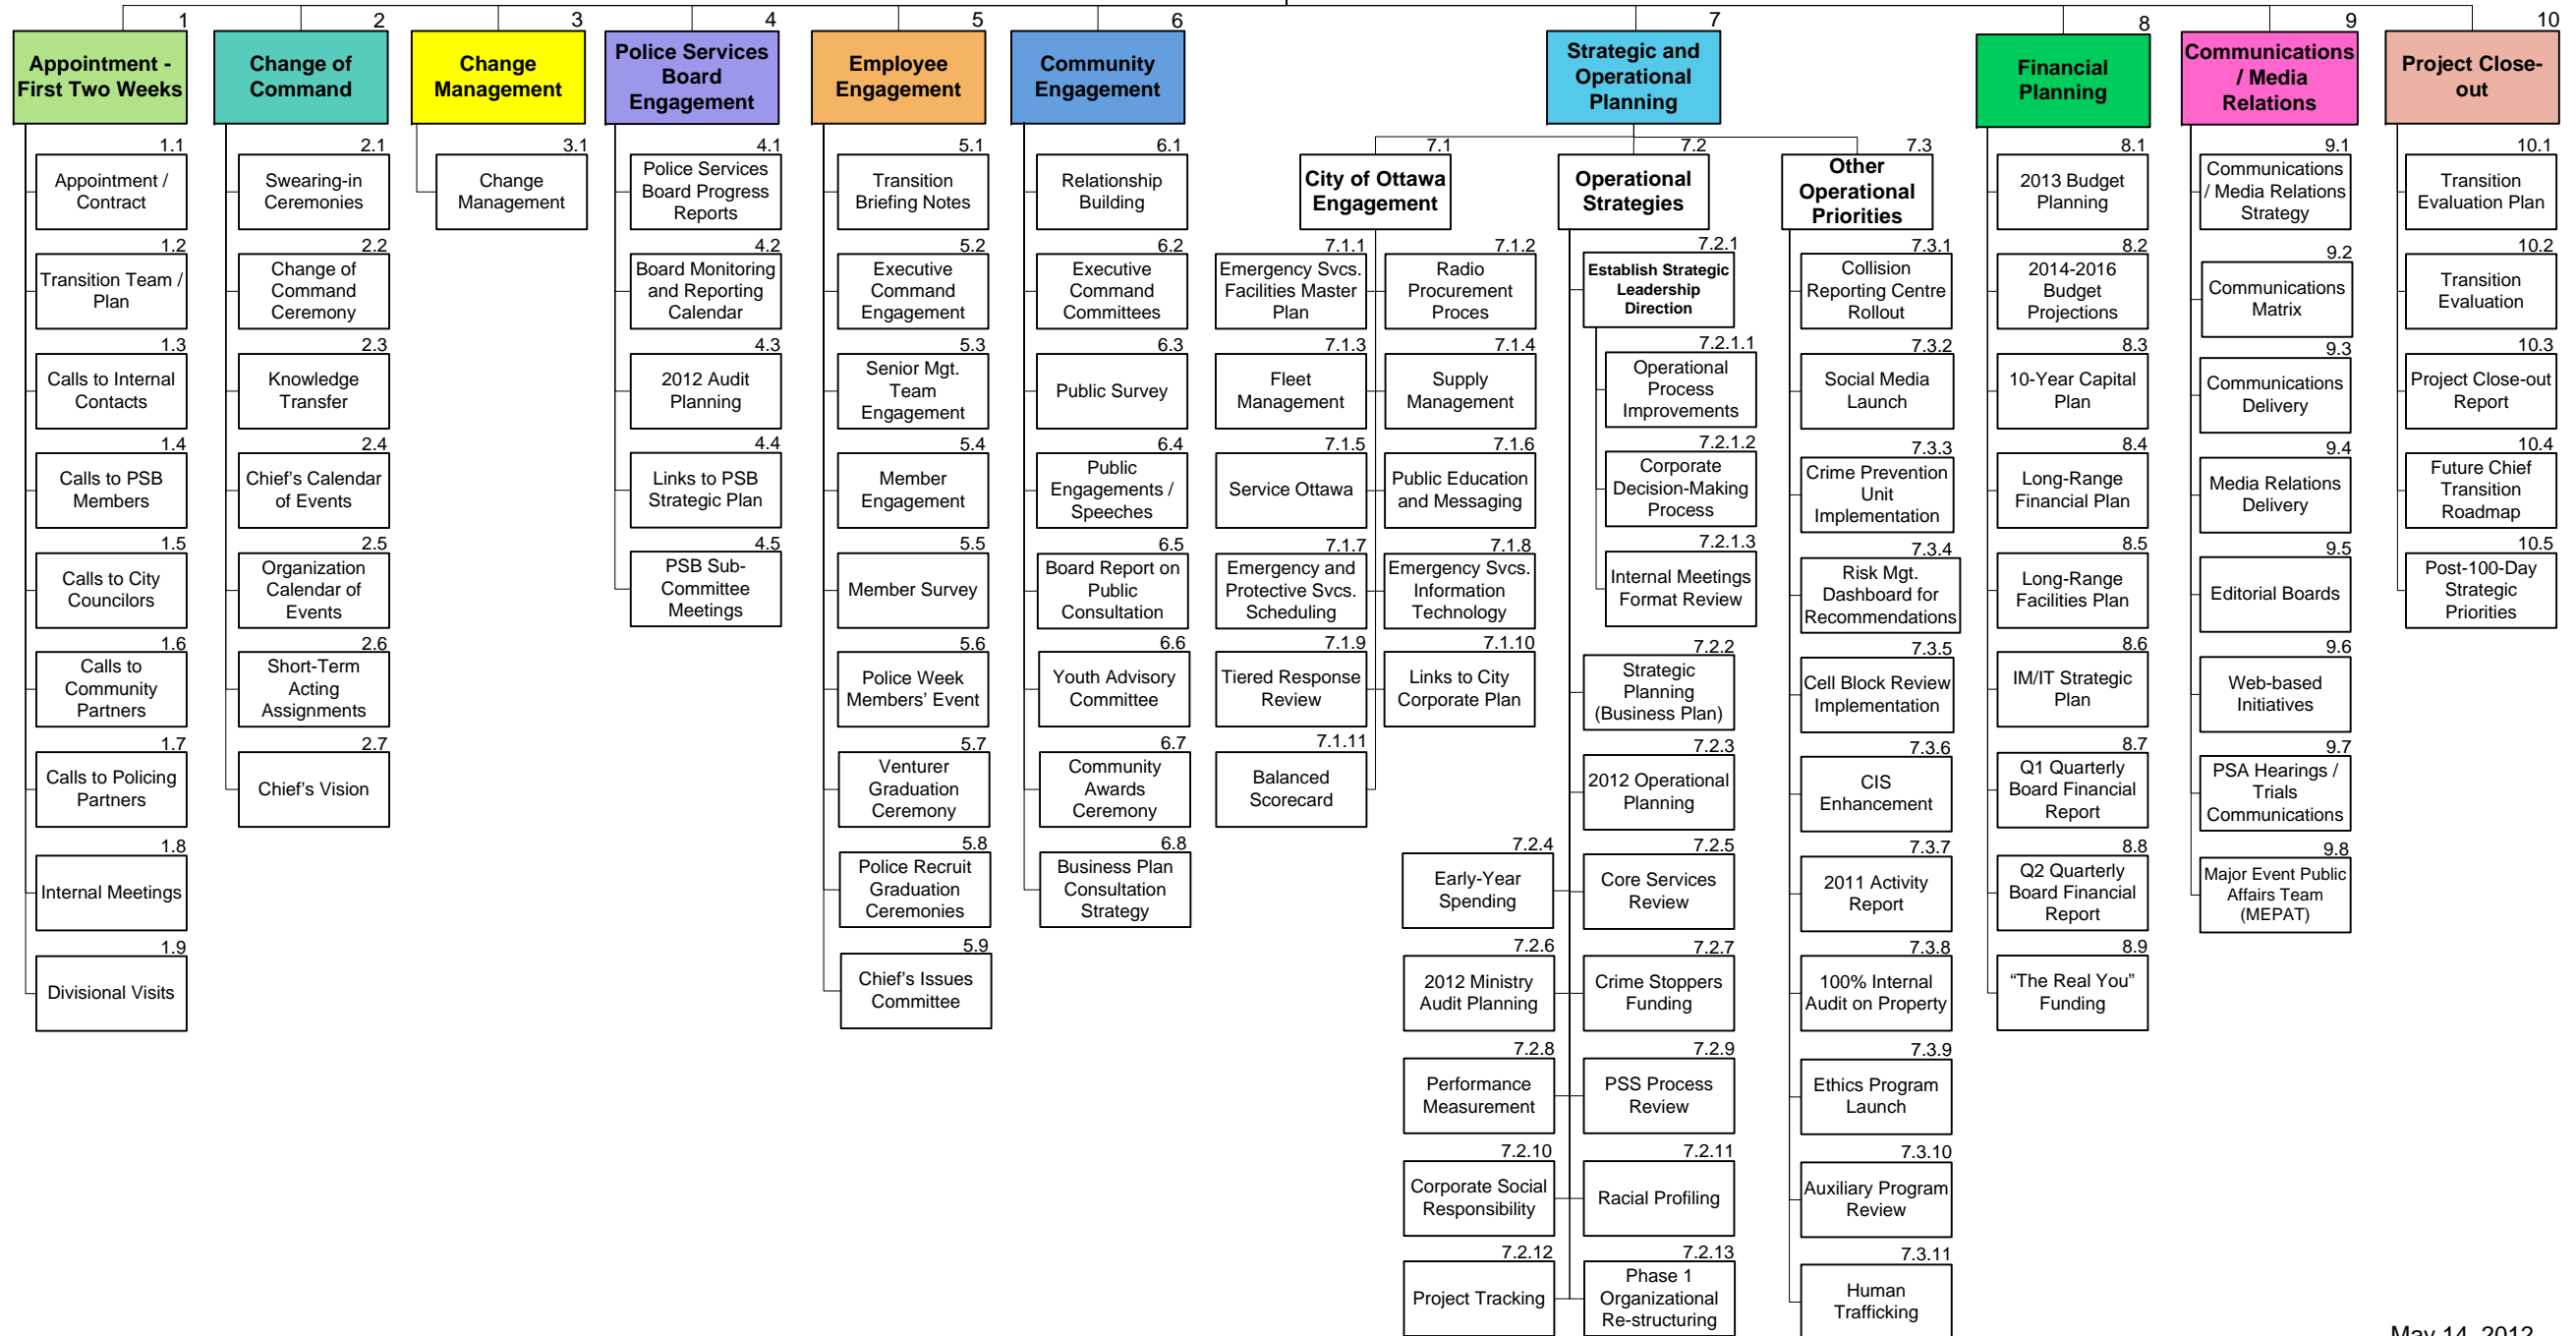 1
Appointment -
First Two Weeks
1.1
Appointment /
Contract
1.2
Transition Team /
Plan
1.3
Calls to Internal
Contacts
1.4
Calls to PSB
Members
1.5
Calls to City
Councilors
1.6
Calls to
Community
Partners
1.7
Calls to Policing
Partners
1.8
Internal Meetings
1.9
Divisional Visits
2
Change of
Command
2.1
Swearing-in
Ceremonies
2.2
Change of
Command
Ceremony
2.3
Knowledge
Transfer
2.4
Chief's Calendar
of Events
2.5
Organization
Calendar of
Events
2.6
Short-Term
Acting
Assignments
2.7
Chief's Vision
3
Change
Management
3.1
Change
Management
4
Police Services
Board
Engagement
4.1
Police Services
Board Progress
Reports
4.2
Board Monitoring
and Reporting
Calendar
4.3
2012 Audit
Planning
4.4
Links to PSB
Strategic Plan
4.5
PSB Sub-
Committee
Meetings
5
Employee
Engagement
5.1
Transition
Briefing Notes
5.2
Executive
Command
Engagement
5.3
Senior Mgt.
Team
Engagement
5.4
Member
Engagement
5.5
Member Survey
5.6
Police Week
Members' Event
5.7
Venturer
Graduation
Ceremony
5.8
Police Recruit
Graduation
Ceremonies
5.9
Chief's Issues
Committee
6
Community
Engagement
6.1
Relationship
Building
6.2
Executive
Command
Committees
6.3
Public Survey
6.4
Public
Engagements /
Speeches
6.5
Board Report on
Public
Consultation
6.6
Youth Advisory
Committee
6.7
Community
Awards
Ceremony
6.8
Business Plan
Consultation
Strategy
7
Strategic and
Operational
Planning
7.1
City of Ottawa
Engagement
7.1.1
Emergency Svcs.
Facilities Master
Plan
7.1.2
Radio
Procurement
Proces
7.1.3
Fleet
Management
7.1.4
Supply
Management
7.1.5
Service Ottawa
7.1.6
Public Education
and Messaging
7.1.7
Emergency and
Protective Svcs.
Scheduling
7.1.8
Emergency Svcs.
Information
Technology
7.1.9
Tiered Response
Review
7.1.10
Links to City
Corporate Plan
7.1.11
Balanced
Scorecard
7.2
Operational
Strategies
7.2.1
Establish Strategic
Leadership
Direction
7.2.1.1
Operational
Process
Improvements
7.2.1.2
Corporate
Decision-Making
Process
7.2.1.3
Internal Meetings
Format Review
7.2.2
Strategic
Planning
(Business Plan)
7.2.3
2012 Operational
Planning
7.2.4
Early-Year
Spending
7.2.5
Core Services
Review
7.2.6
2012 Ministry
Audit Planning
7.2.7
Crime Stoppers
Funding
7.2.8
Performance
Measurement
7.2.9
PSS Process
Review
7.2.10
Corporate Social
Responsibility
7.2.11
Racial Profiling
7.2.12
Project Tracking
7.2.13
Phase 1
Organizational
Re-structuring
7.3
Other
Operational
Priorities
7.3.1
Collision
Reporting Centre
Rollout
7.3.2
Social Media
Launch
7.3.3
Crime Prevention
Unit
Implementation
7.3.4
Risk Mgt.
Dashboard for
Recommendations
7.3.5
Cell Block Review
Implementation
7.3.6
CIS
Enhancement
7.3.7
2011 Activity
Report
7.3.8
100% Internal
Audit on Property
7.3.9
Ethics Program
Launch
7.3.10
Auxiliary Program
Review
7.3.11
Human
Trafficking
8
Financial
Planning
8.1
2013 Budget
Planning
8.2
2014-2016
Budget
Projections
8.3
10-Year Capital
Plan
8.4
Long-Range
Financial Plan
8.5
Long-Range
Facilities Plan
8.6
IM/IT Strategic
Plan
8.7
Q1 Quarterly
Board Financial
Report
8.8
Q2 Quarterly
Board Financial
Report
8.9
“The Real You”
Funding
9
Communications
/ Media
Relations
9.1
Communications
/ Media Relations
Strategy
9.2
Communications
Matrix
9.3
Communications
Delivery
9.4
Media Relations
Delivery
9.5
Editorial Boards
9.6
Web-based
Initiatives
9.7
PSA Hearings /
Trials
Communications
9.8
Major Event Public
Affairs Team
(MEPAT)
10
Project Close-
out
10.1
Transition
Evaluation Plan
10.2
Transition
Evaluation
10.3
Project Close-out
Report
10.4
Future Chief
Transition
Roadmap
10.5
Post-100-Day
Strategic
Priorities
May 14, 2012